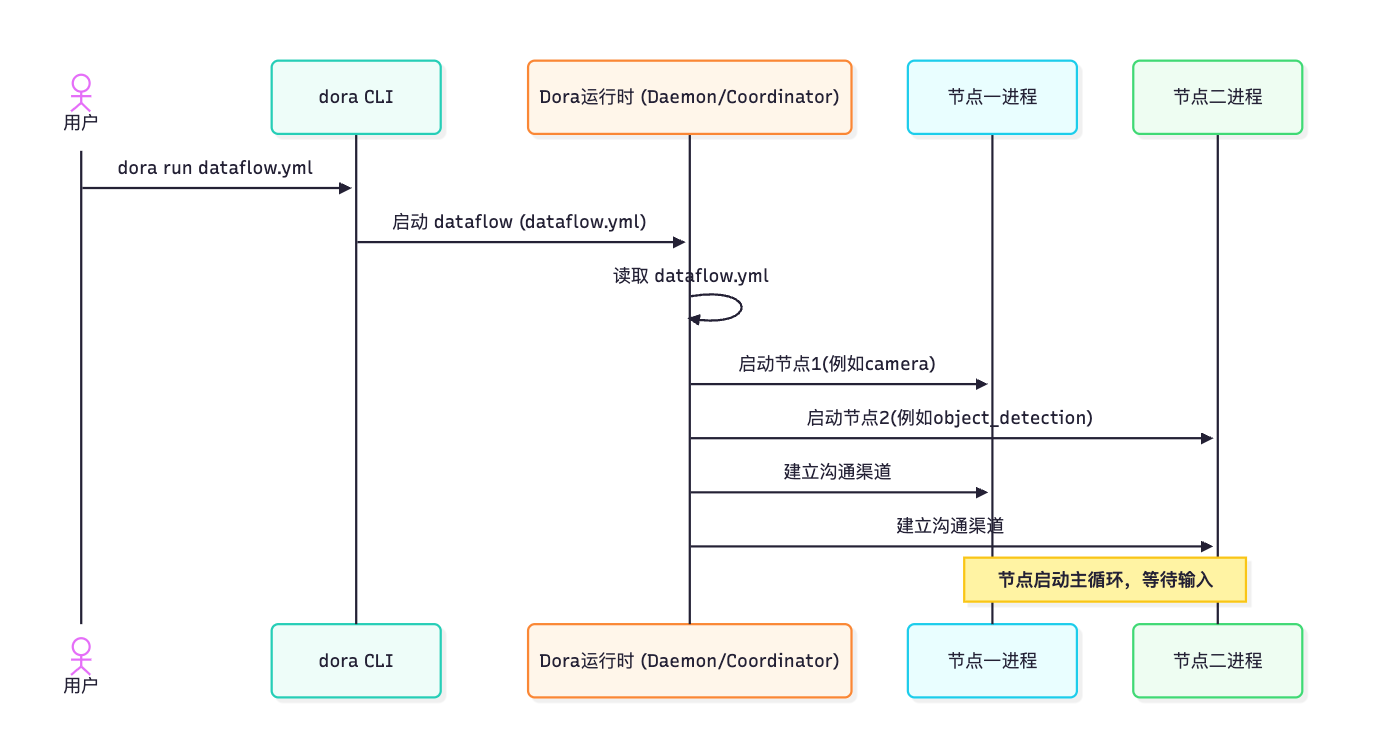 用户
dora CLI
Dora运行时 (Daemon/Coordinator)
节点一进程
节点二进程
dora run dataflow.yml
启动 dataflow (dataflow.yml)
读取 dataflow.yml
启动节点1(例如camera)
启动节点2(例如object_detection)
建立沟通渠道
建立沟通渠道
节点启动主循环，等待输入
用户
dora CLI
Dora运行时 (Daemon/Coordinator)
节点一进程
节点二进程